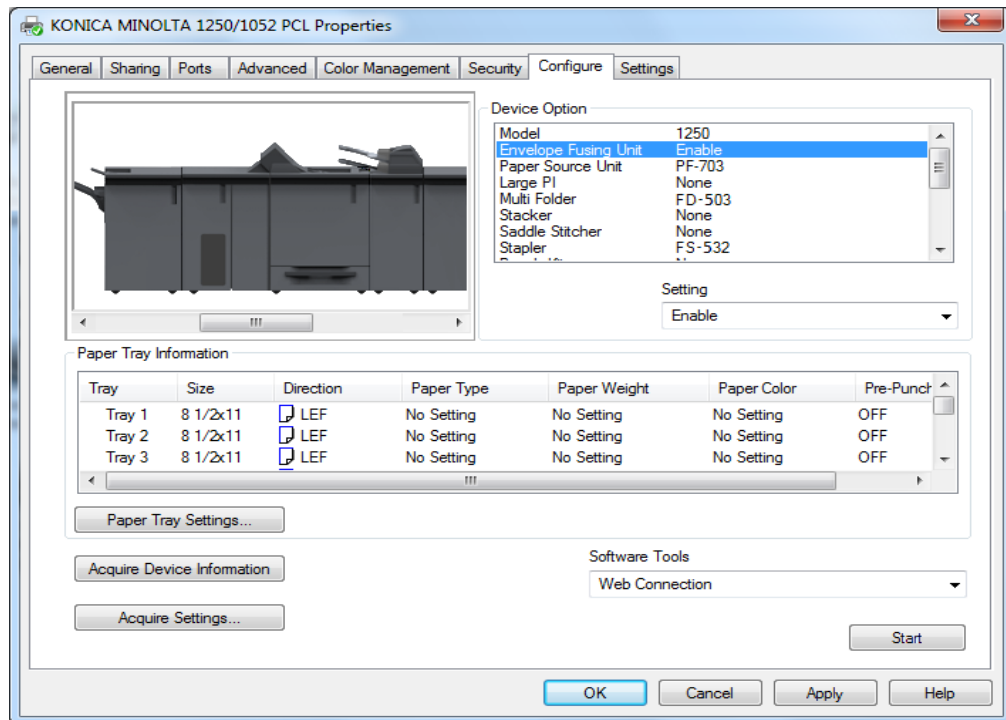 KONICA MINOLTA 1250/1052 PCL Properties
General Sharing Ports Advanced Color Management Security Configure Settings
Device Option
Model 1250
Envelope Fusing Unit Enable
Paper Source Unit PF-703
Large PI None
Multi Folder FD-503
Stacker None
Saddle Stitcher None
Stapler FS-532
Setting
Enable
Paper Tray Information
Tray Size Direction Paper Type Paper Weight Paper Color Pre-Punch
Tray 1 8 1/2x11 LEF No Setting No Setting No Setting OFF
Tray 2 8 1/2x11 LEF No Setting No Setting No Setting OFF
Tray 3 8 1/2x11 LEF No Setting No Setting No Setting OFF
Paper Tray Settings...
Acquire Device Information
Software Tools
Web Connection
Acquire Settings...
Start
OK Cancel Apply Help